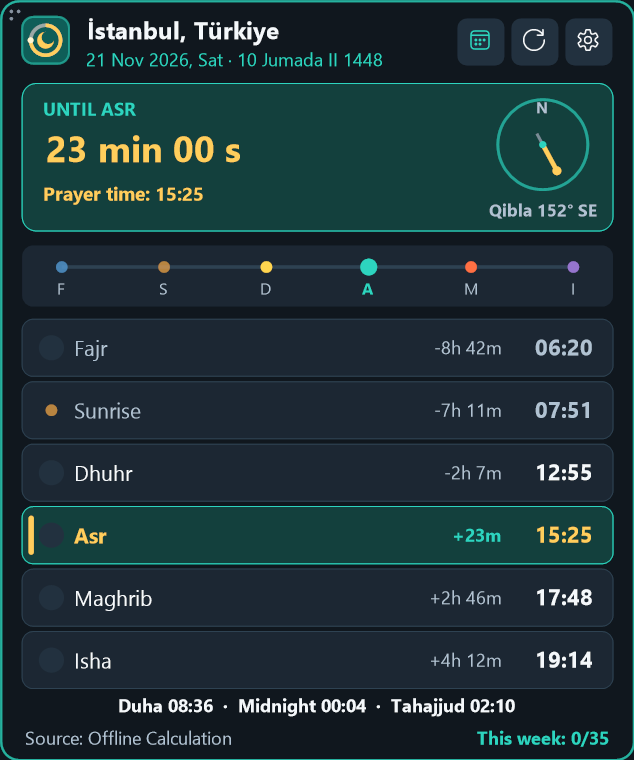 İstanbul, Türkiye
21 Nov 2026, Sat · 10 Jumada II 1448
UNTIL ASR
23 min 00 s
Prayer time: 15:25
N
Qibla 152° SE
F S D A M I
Fajr -8h 42m 06:20
Sunrise -7h 11m 07:51
Dhuhr -2h 7m 12:55
Asr +23m 15:25
Maghrib +2h 46m 17:48
Isha +4h 12m 19:14
Duha 08:36 · Midnight 00:04 · Tahajjud 02:10
Source: Offline Calculation This week: 0/35